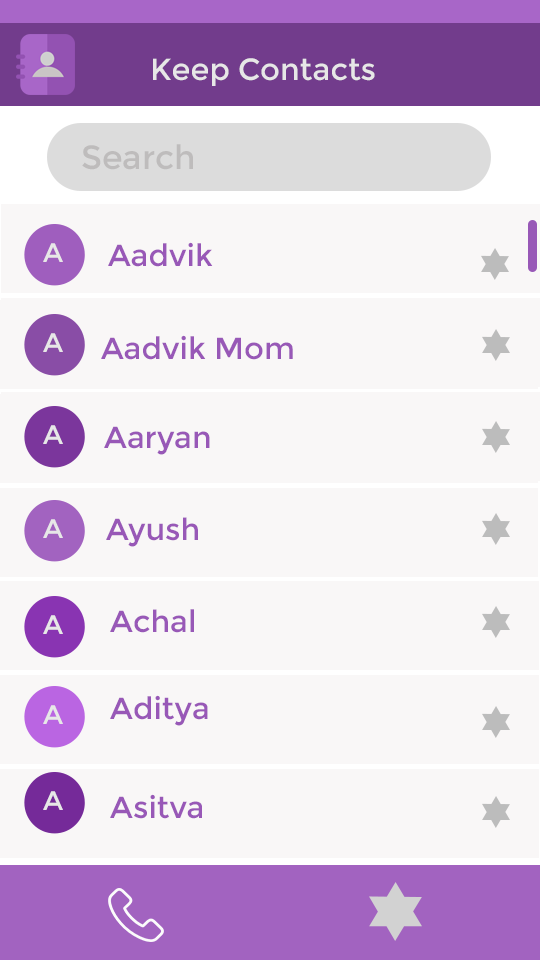 Keep Contacts
Search
A Aadvik
A Aadvik Mom
A Aaryan
A Ayush
A Achal
A Aditya
A Asitva